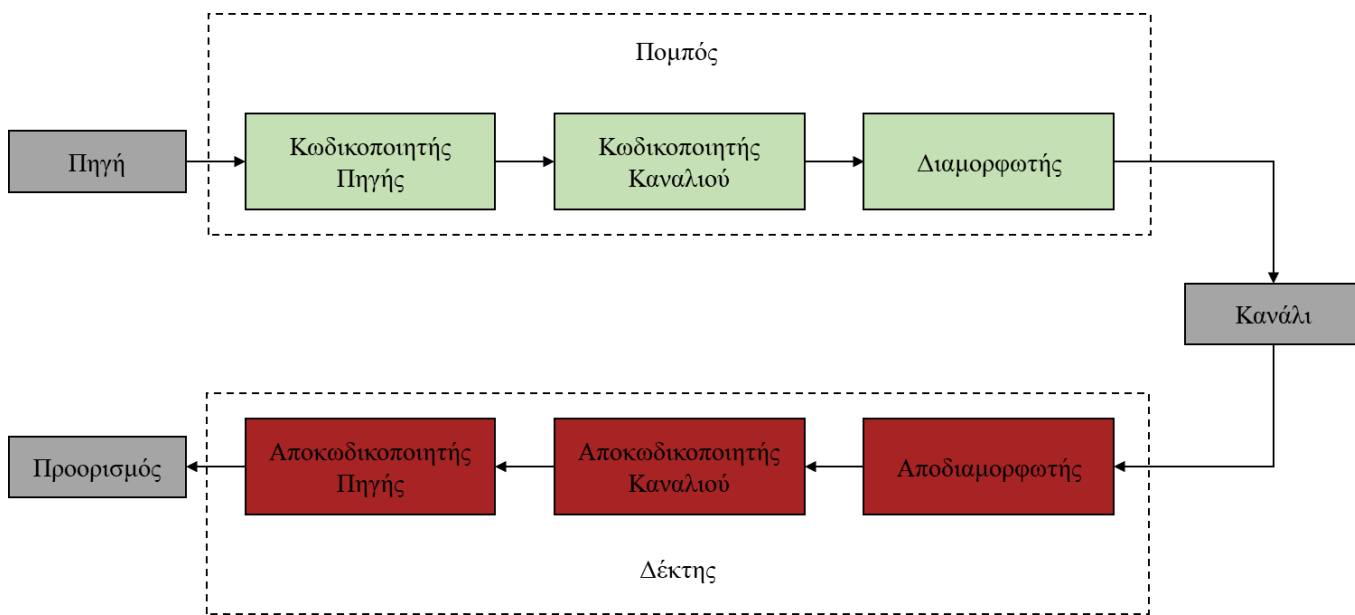 Πομπός
Πηγή
Κωδικοποιητής
Πηγής
Κωδικοποιητής
Καναλιού
Διαμορφωτής
Κανάλι
Προορισμός
Αποκωδικοποιητής
Πηγής
Αποκωδικοποιητής
Καναλιού
Αποδιαμορφωτής
Δέκτης